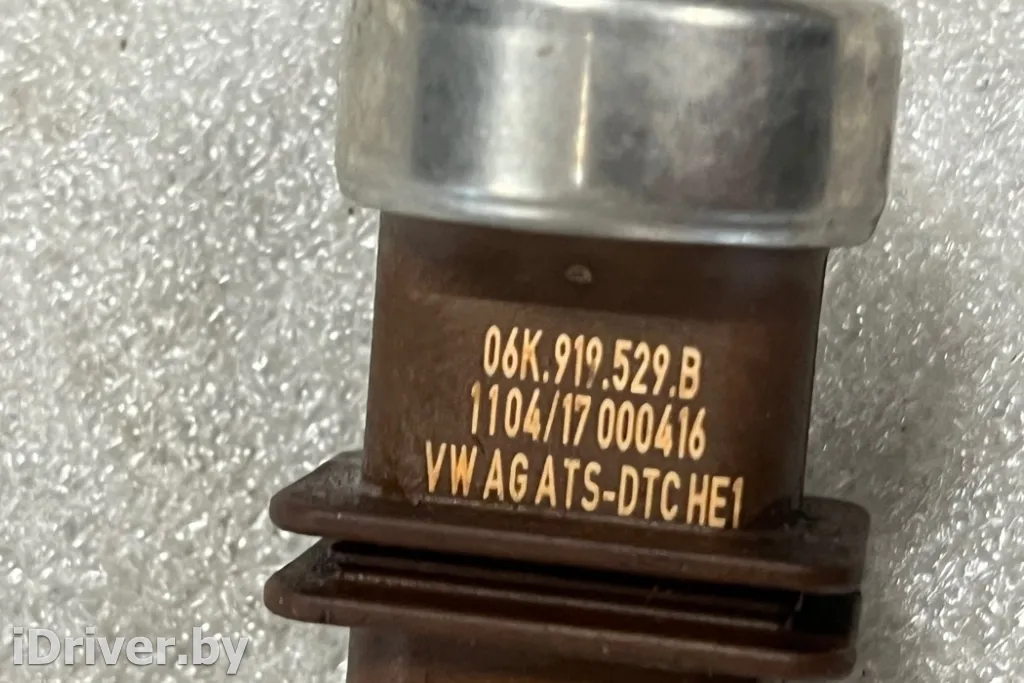 06K.919.529.B
1104/17 000416
VW AG ATS-DTC HE1
iDriver.by